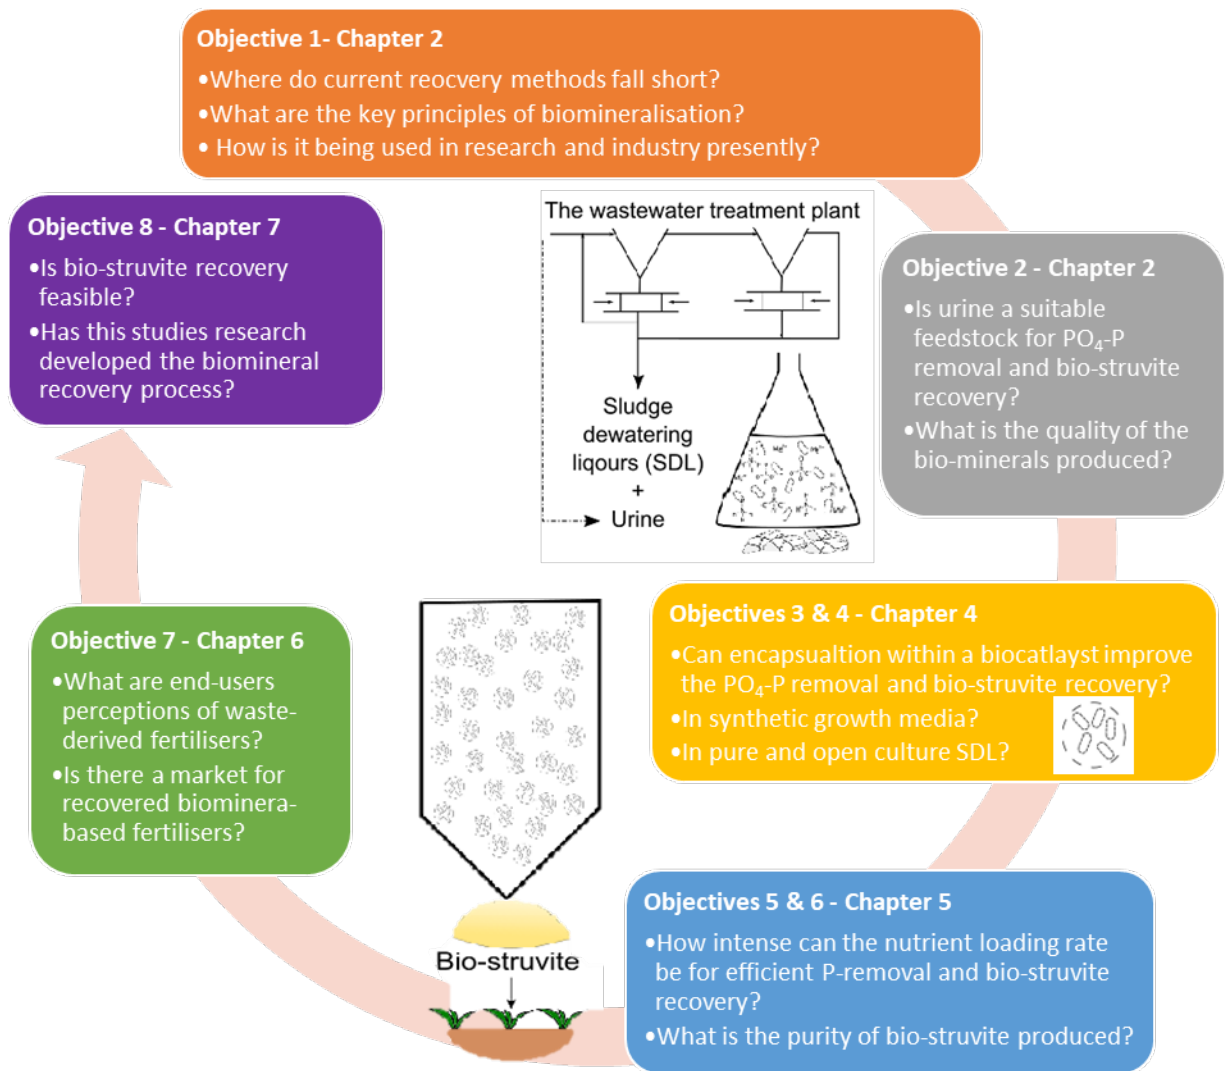 Objective 1- Chapter 2
•Where do current reocvery methods fall short?
•What are the key principles of biomineralisation?
• How is it being used in research and industry presently?
Objective 8 - Chapter 7
•Is bio-struvite recovery
feasible?
•Has this studies research
developed the biomineral
recovery process?
The wastewater treatment plant
Sludge
dewatering
liqours (SDL)
+
Urine
Objective 2 - Chapter 2
•Is urine a suitable
feedstock for PO₄-P
removal and bio-struvite
recovery?
•What is the quality of the
bio-minerals produced?
Objectives 3 & 4 - Chapter 4
•Can encapsualtion within a biocatlayst improve
the PO₄-P removal and bio-struvite recovery?
•In synthetic growth media?
•In pure and open culture SDL?
Objective 7 - Chapter 6
•What are end-users
perceptions of waste-
derived fertilisers?
•Is there a market for
recovered biominera-
based fertilisers?
Bio-struvite
Objectives 5 & 6 - Chapter 5
•How intense can the nutrient loading rate
be for efficient P-removal and bio-struvite
recovery?
•What is the purity of bio-struvite produced?